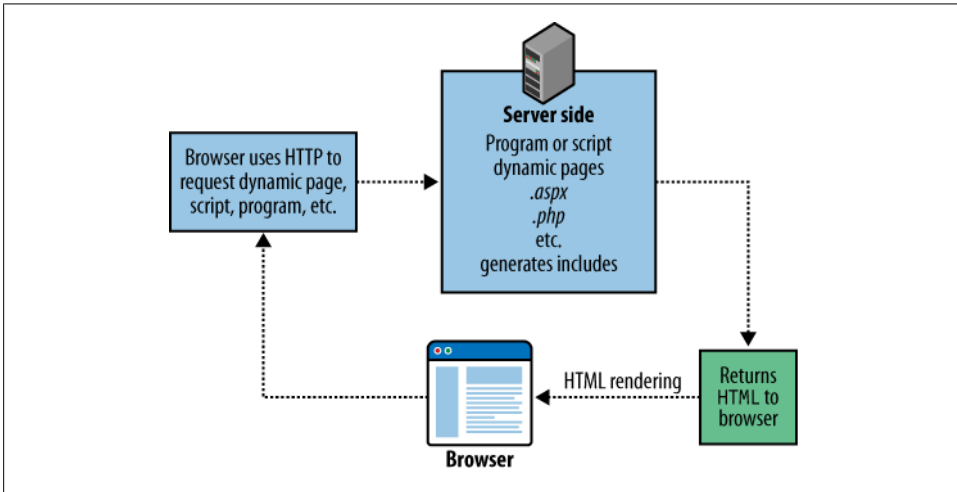 Server side
Program or script
dynamic pages
.aspx
.php
etc.
generates includes
Browser uses HTTP to
request dynamic page,
script, program, etc.
HTML rendering
Returns
HTML to
browser
Browser